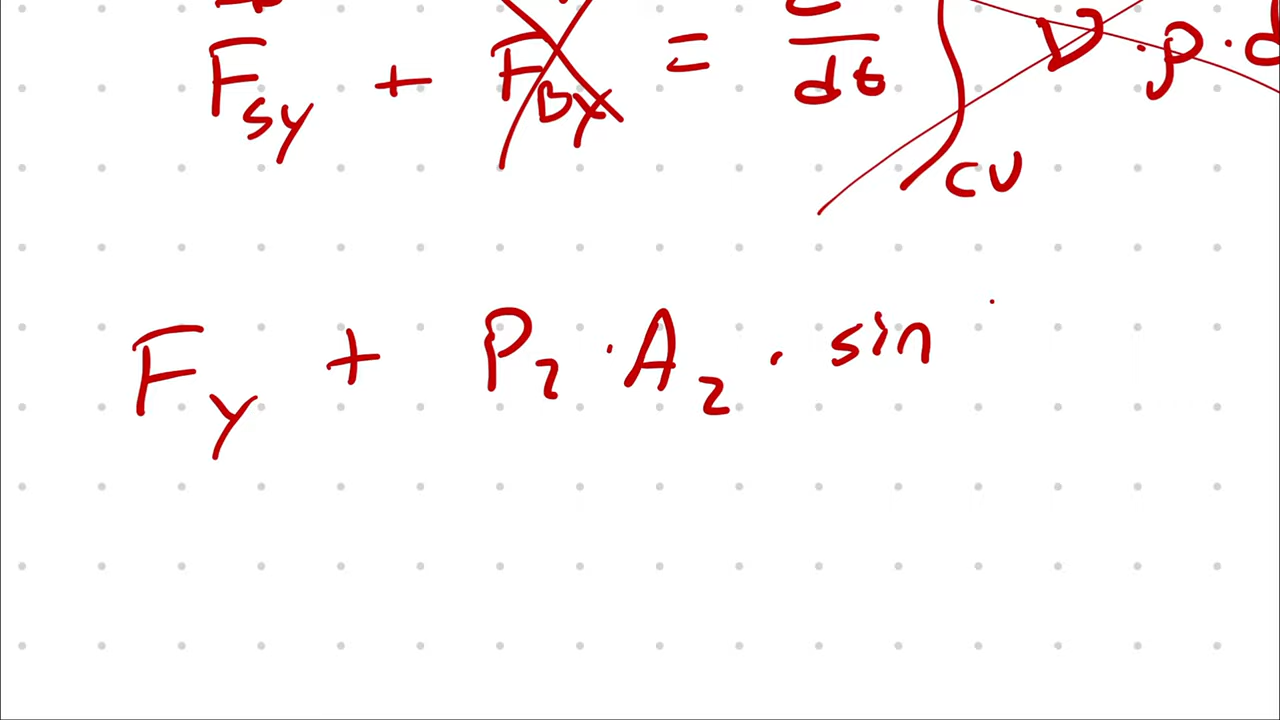 F_sy + F_By = d/dt ∫_CV V · ρ · d
F_y + P_2 · A_2 · sin